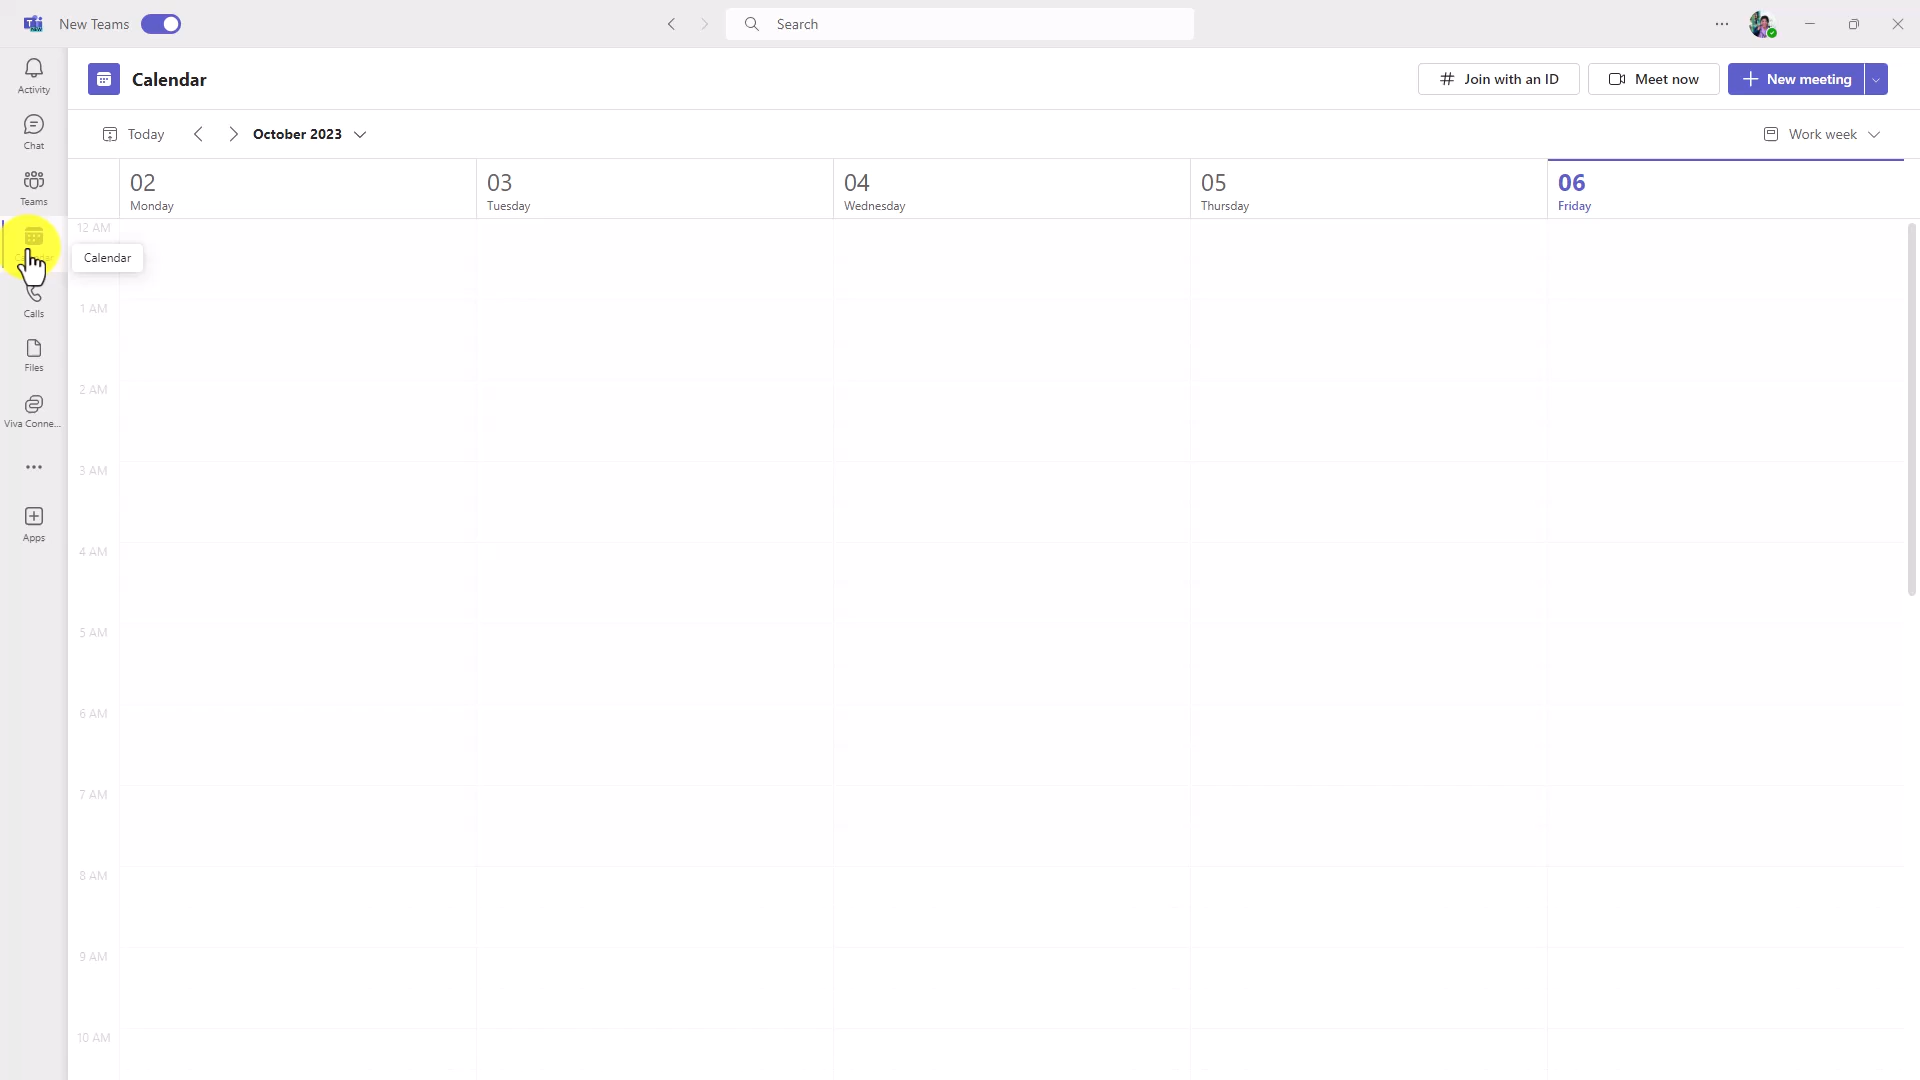 New Teams
Search
Activity
Chat
Teams
Calendar
Calls
Files
Viva Conne...
Apps
Calendar
Calendar
Join with an ID
Meet now
New meeting
Today
October 2023
Work week
02
Monday
03
Tuesday
04
Wednesday
05
Thursday
06
Friday
12 AM
1 AM
2 AM
3 AM
4 AM
5 AM
6 AM
7 AM
8 AM
9 AM
10 AM